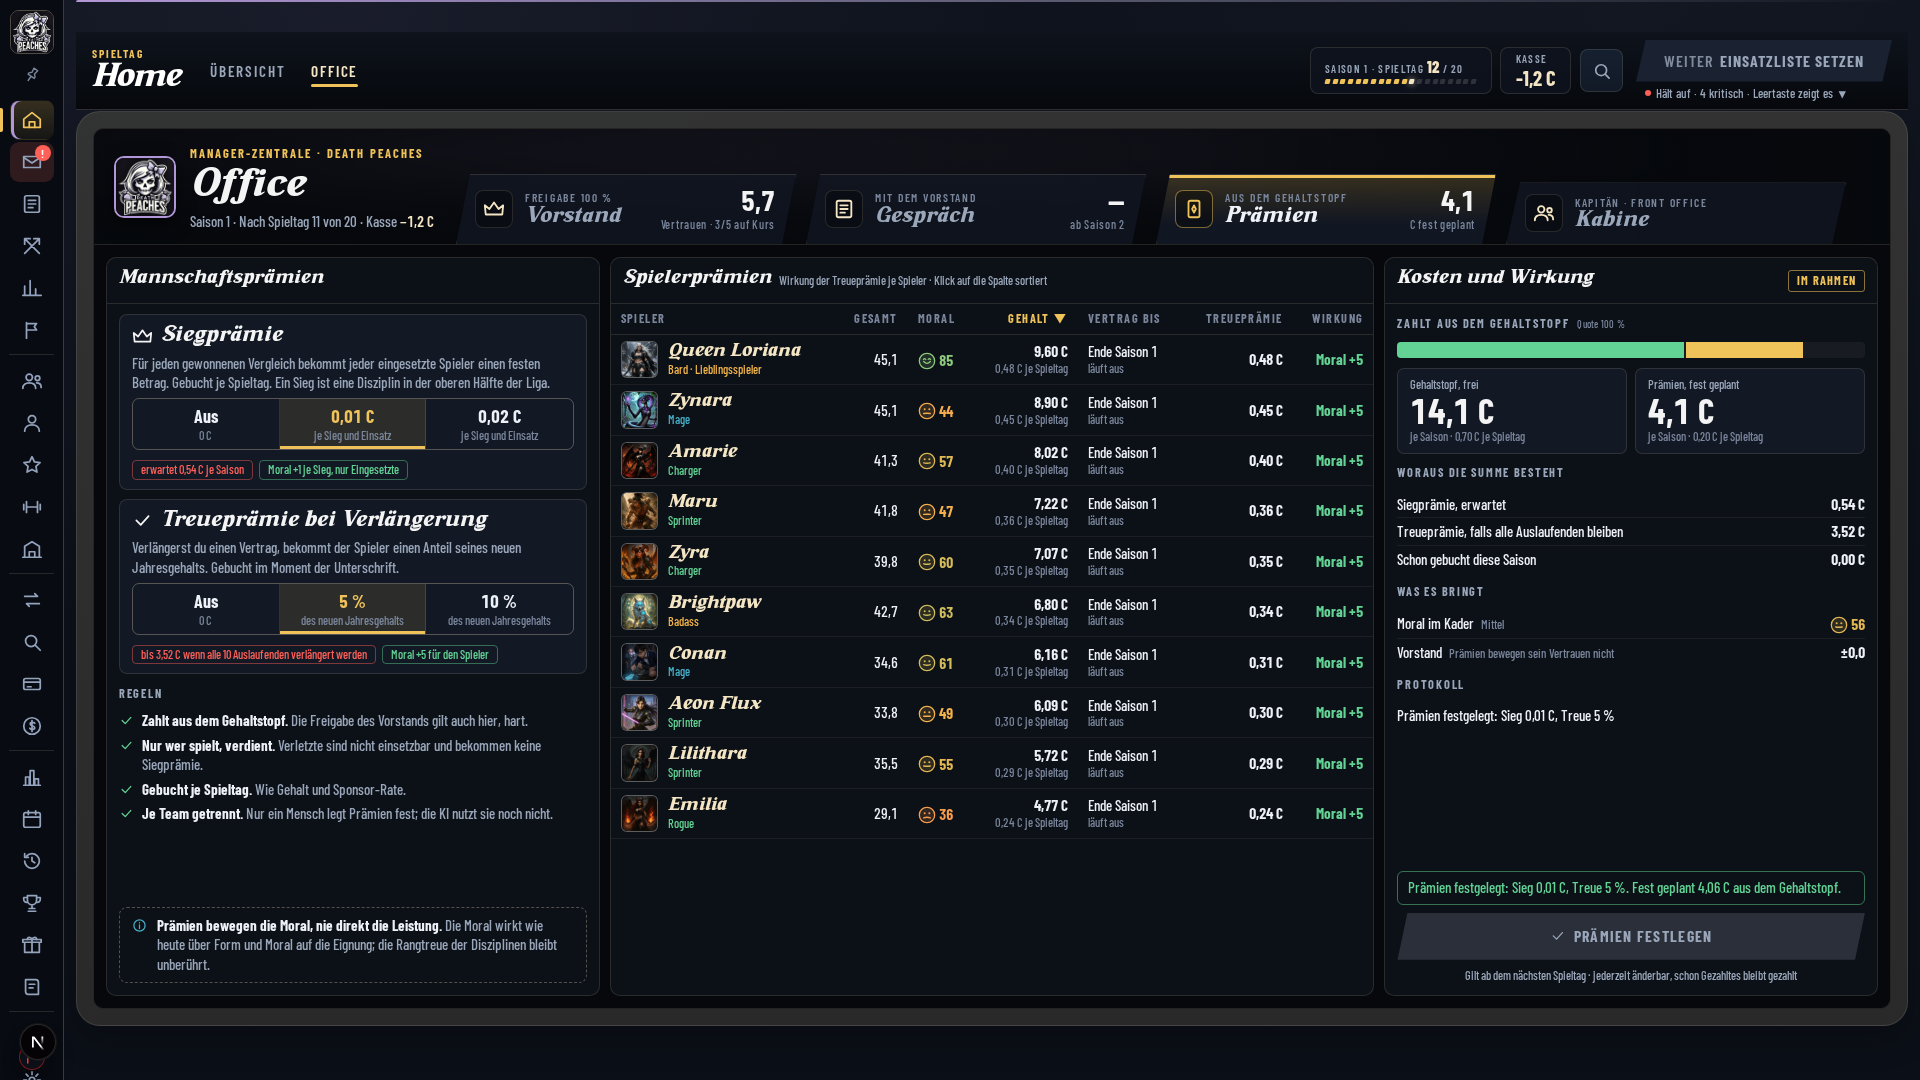 SPIELTAG
Home
ÜBERSICHT
OFFICE
SAISON 1 · SPIELTAG 12 / 20
KASSE
-1,2 C
WEITER EINSATZLISTE SETZEN
Hält auf · 4 kritisch · Leertaste zeigt es ▼
PEACHES
MANAGER-ZENTRALE · DEATH PEACHES
Office
Saison 1 · Nach Spieltag 11 von 20 · Kasse −1,2 C
FREIGABE 100 %
Vorstand
5,7
Vertrauen · 3/5 auf Kurs
MIT DEM VORSTAND
Gespräch
–
ab Saison 2
AUS DEM GEHALTSTOPF
Prämien
4,1
C fest geplant
KAPITÄN · FRONT OFFICE
Kabine
Mannschaftsprämien
Siegprämie
Für jeden gewonnenen Vergleich bekommt jeder eingesetzte Spieler einen festen
Betrag. Gebucht je Spieltag. Ein Sieg ist eine Disziplin in der oberen Hälfte der Liga.
Aus
0 C
0,01 C
je Sieg und Einsatz
0,02 C
je Sieg und Einsatz
erwartet 0,54 C je Saison
Moral +1 je Sieg, nur Eingesetzte
Treueprämie bei Verlängerung
Verlängerst du einen Vertrag, bekommt der Spieler einen Anteil seines neuen
Jahresgehalts. Gebucht im Moment der Unterschrift.
Aus
0 C
5 %
des neuen Jahresgehalts
10 %
des neuen Jahresgehalts
bis 3,52 C wenn alle 10 Auslaufenden verlängert werden
Moral +5 für den Spieler
REGELN
Zahlt aus dem Gehaltstopf. Die Freigabe des Vorstands gilt auch hier, hart.
Nur wer spielt, verdient. Verletzte sind nicht einsetzbar und bekommen keine
Siegprämie.
Gebucht je Spieltag. Wie Gehalt und Sponsor-Rate.
Je Team getrennt. Nur ein Mensch legt Prämien fest; die KI nutzt sie noch nicht.
Prämien bewegen die Moral, nie direkt die Leistung. Die Moral wirkt wie
heute über Form und Moral auf die Eignung; die Rangtreue der Disziplinen bleibt
unberührt.
Spielerprämien Wirkung der Treueprämie je Spieler · Klick auf die Spalte sortiert
SPIELER GESAMT MORAL GEHALT ▼ VERTRAG BIS TREUEPRÄMIE WIRKUNG
Queen Loriana 45,1 85 9,60 C Ende Saison 1 0,48 C Moral +5
Bard · Lieblingsspieler 0,48 C je Spieltag läuft aus
Zynara 45,1 44 8,90 C Ende Saison 1 0,45 C Moral +5
Mage 0,45 C je Spieltag läuft aus
Amarie 41,3 57 8,02 C Ende Saison 1 0,40 C Moral +5
Charger 0,40 C je Spieltag läuft aus
Maru 41,8 47 7,22 C Ende Saison 1 0,36 C Moral +5
Sprinter 0,36 C je Spieltag läuft aus
Zyra 39,8 60 7,07 C Ende Saison 1 0,35 C Moral +5
Charger 0,35 C je Spieltag läuft aus
Brightpaw 42,7 63 6,80 C Ende Saison 1 0,34 C Moral +5
Badass 0,34 C je Spieltag läuft aus
Conan 34,6 61 6,16 C Ende Saison 1 0,31 C Moral +5
Mage 0,31 C je Spieltag läuft aus
Aeon Flux 33,8 49 6,09 C Ende Saison 1 0,30 C Moral +5
Sprinter 0,30 C je Spieltag läuft aus
Lilithara 35,5 55 5,72 C Ende Saison 1 0,29 C Moral +5
Sprinter 0,29 C je Spieltag läuft aus
Emilia 29,1 36 4,77 C Ende Saison 1 0,24 C Moral +5
Rogue 0,24 C je Spieltag läuft aus
Kosten und Wirkung
IM RAHMEN
ZAHLT AUS DEM GEHALTSTOPF Quote 100 %
Gehaltstopf, frei
14,1 C
je Saison · 0,70 C je Spieltag
Prämien, fest geplant
4,1 C
je Saison · 0,20 C je Spieltag
WORAUS DIE SUMME BESTEHT
Siegprämie, erwartet 0,54 C
Treueprämie, falls alle Auslaufenden bleiben 3,52 C
Schon gebucht diese Saison 0,00 C
WAS ES BRINGT
Moral im Kader Mittel 56
Vorstand Prämien bewegen sein Vertrauen nicht ±0,0
PROTOKOLL
Prämien festgelegt: Sieg 0,01 C, Treue 5 %
Prämien festgelegt: Sieg 0,01 C, Treue 5 %. Fest geplant 4,06 C aus dem Gehaltstopf.
PRÄMIEN FESTLEGEN
Gilt ab dem nächsten Spieltag · jederzeit änderbar, schon Gezahltes bleibt gezahlt
N